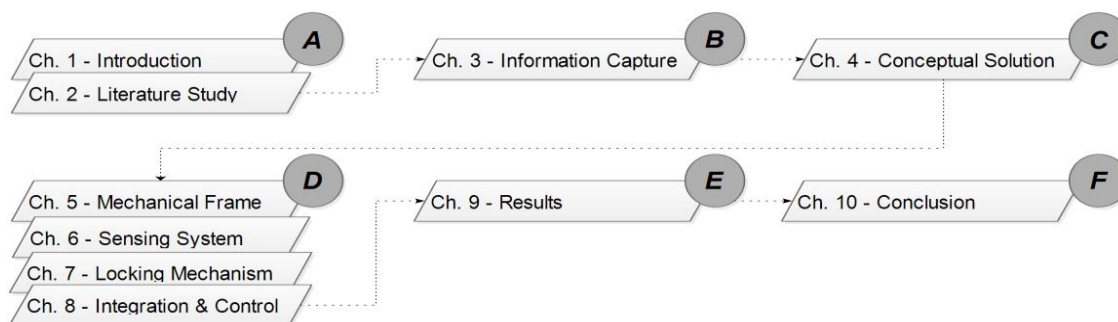 A
Ch. 1 - Introduction
Ch. 2 - Literature Study
B
Ch. 3 - Information Capture
C
Ch. 4 - Conceptual Solution
D
Ch. 5 - Mechanical Frame
Ch. 6 - Sensing System
Ch. 7 - Locking Mechanism
Ch. 8 - Integration & Control
E
Ch. 9 - Results
F
Ch. 10 - Conclusion